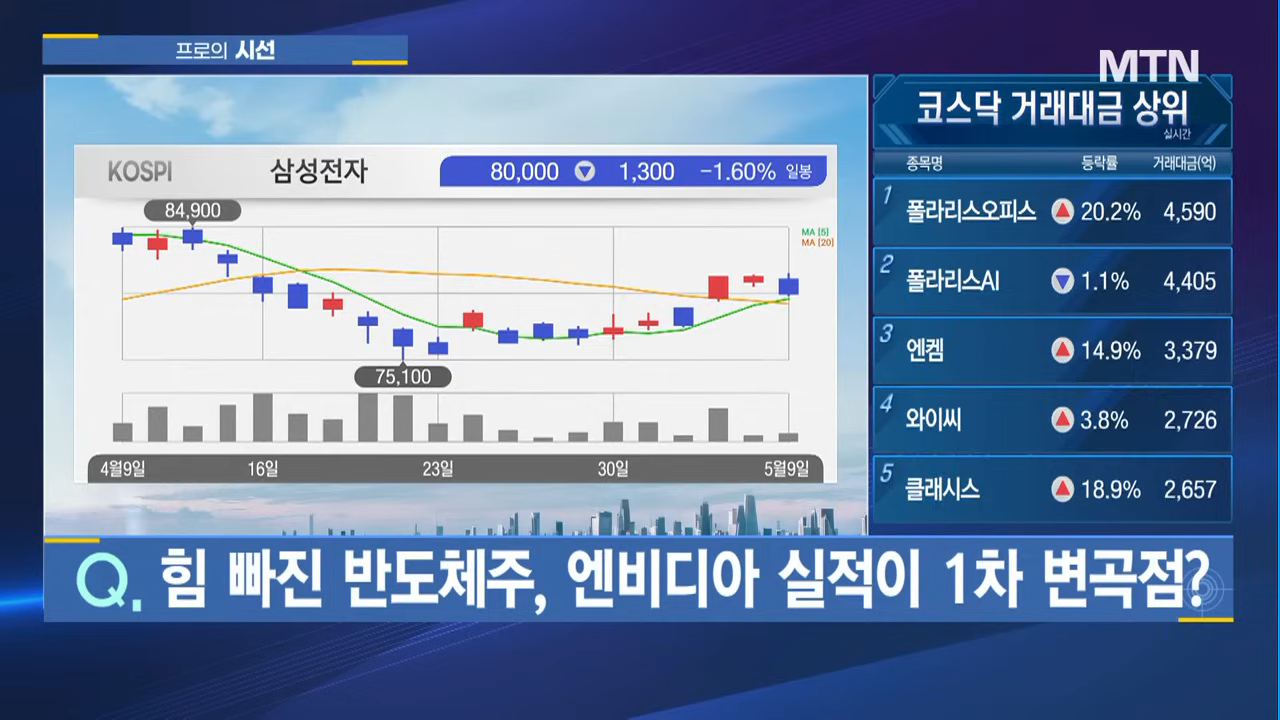 프로의 시선
MTN
KOSPI 삼성전자 80,000 ▼ 1,300 -1.60% 일봉
84,900
MA [5]
MA [20]
75,100
4월9일 16일 23일 30일 5월9일
코스닥 거래대금 상위
실시간
종목명 등락률 거래대금(억)
1 폴라리스오피스 ▲ 20.2% 4,590
2 폴라리스AI ▼ 1.1% 4,405
3 엔켐 ▲ 14.9% 3,379
4 와이씨 ▲ 3.8% 2,726
5 클래시스 ▲ 18.9% 2,657
Q. 힘 빠진 반도체주, 엔비디아 실적이 1차 변곡점?